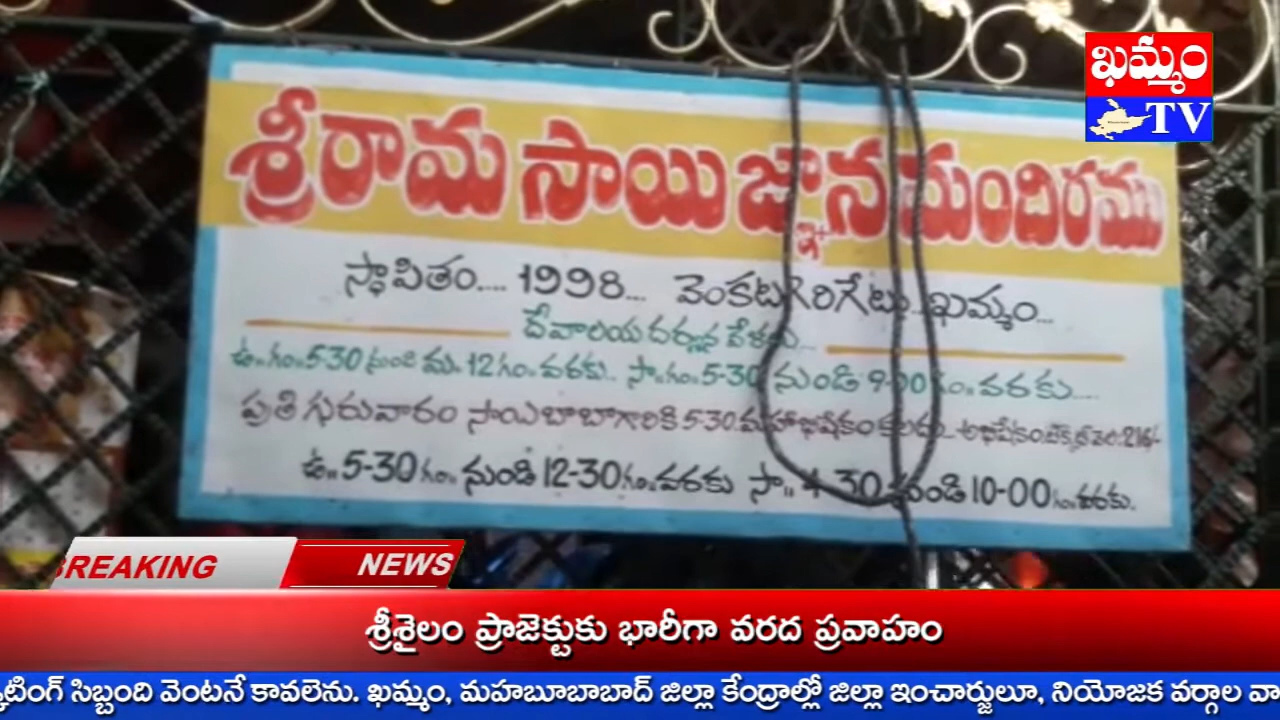 ఖమ్మం
TV
శ్రీరామ సాయి జ్ఞాన మందిరము
స్థాపితం.... 1998... వెంకటగిరిగేటు.. ఖమ్మం...
దేవాలయ దర్శన వేళలు...
ఉ.గం.5-30 నుండి మ. 12గం. వరకు.. సా.గం.5-30 నుండి 9-00గం. వరకు....
ప్రతి గురువారం సాయిబాబాగారికి 5-30 మహాభిషేకం కలదు.. అభిషేకం
ఉ.. 5-30గం. నుండి 12-30గం. వరకు సా.. 4-30 నుండి 10-00గం. వరకు.
BREAKING NEWS
శ్రీశైలం ప్రాజెక్టుకు భారీగా వరద ప్రవాహం
సిబ్బంది వెంటనే కావలెను. ఖమ్మం, మహబూబాబాద్ జిల్లా కేంద్రాల్లో జిల్లా ఇంచార్జులూ, నియోజక వర్గాల వా